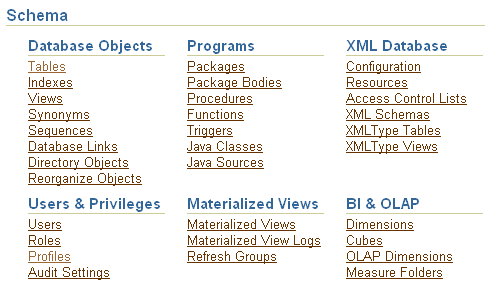 Schema
Database Objects
Tables
Indexes
Views
Synonyms
Sequences
Database Links
Directory Objects
Reorganize Objects
Programs
Packages
Package Bodies
Procedures
Functions
Triggers
Java Classes
Java Sources
XML Database
Configuration
Resources
Access Control Lists
XML Schemas
XMLType Tables
XMLType Views
Users & Privileges
Users
Roles
Profiles
Audit Settings
Materialized Views
Materialized Views
Materialized View Logs
Refresh Groups
BI & OLAP
Dimensions
Cubes
OLAP Dimensions
Measure Folders